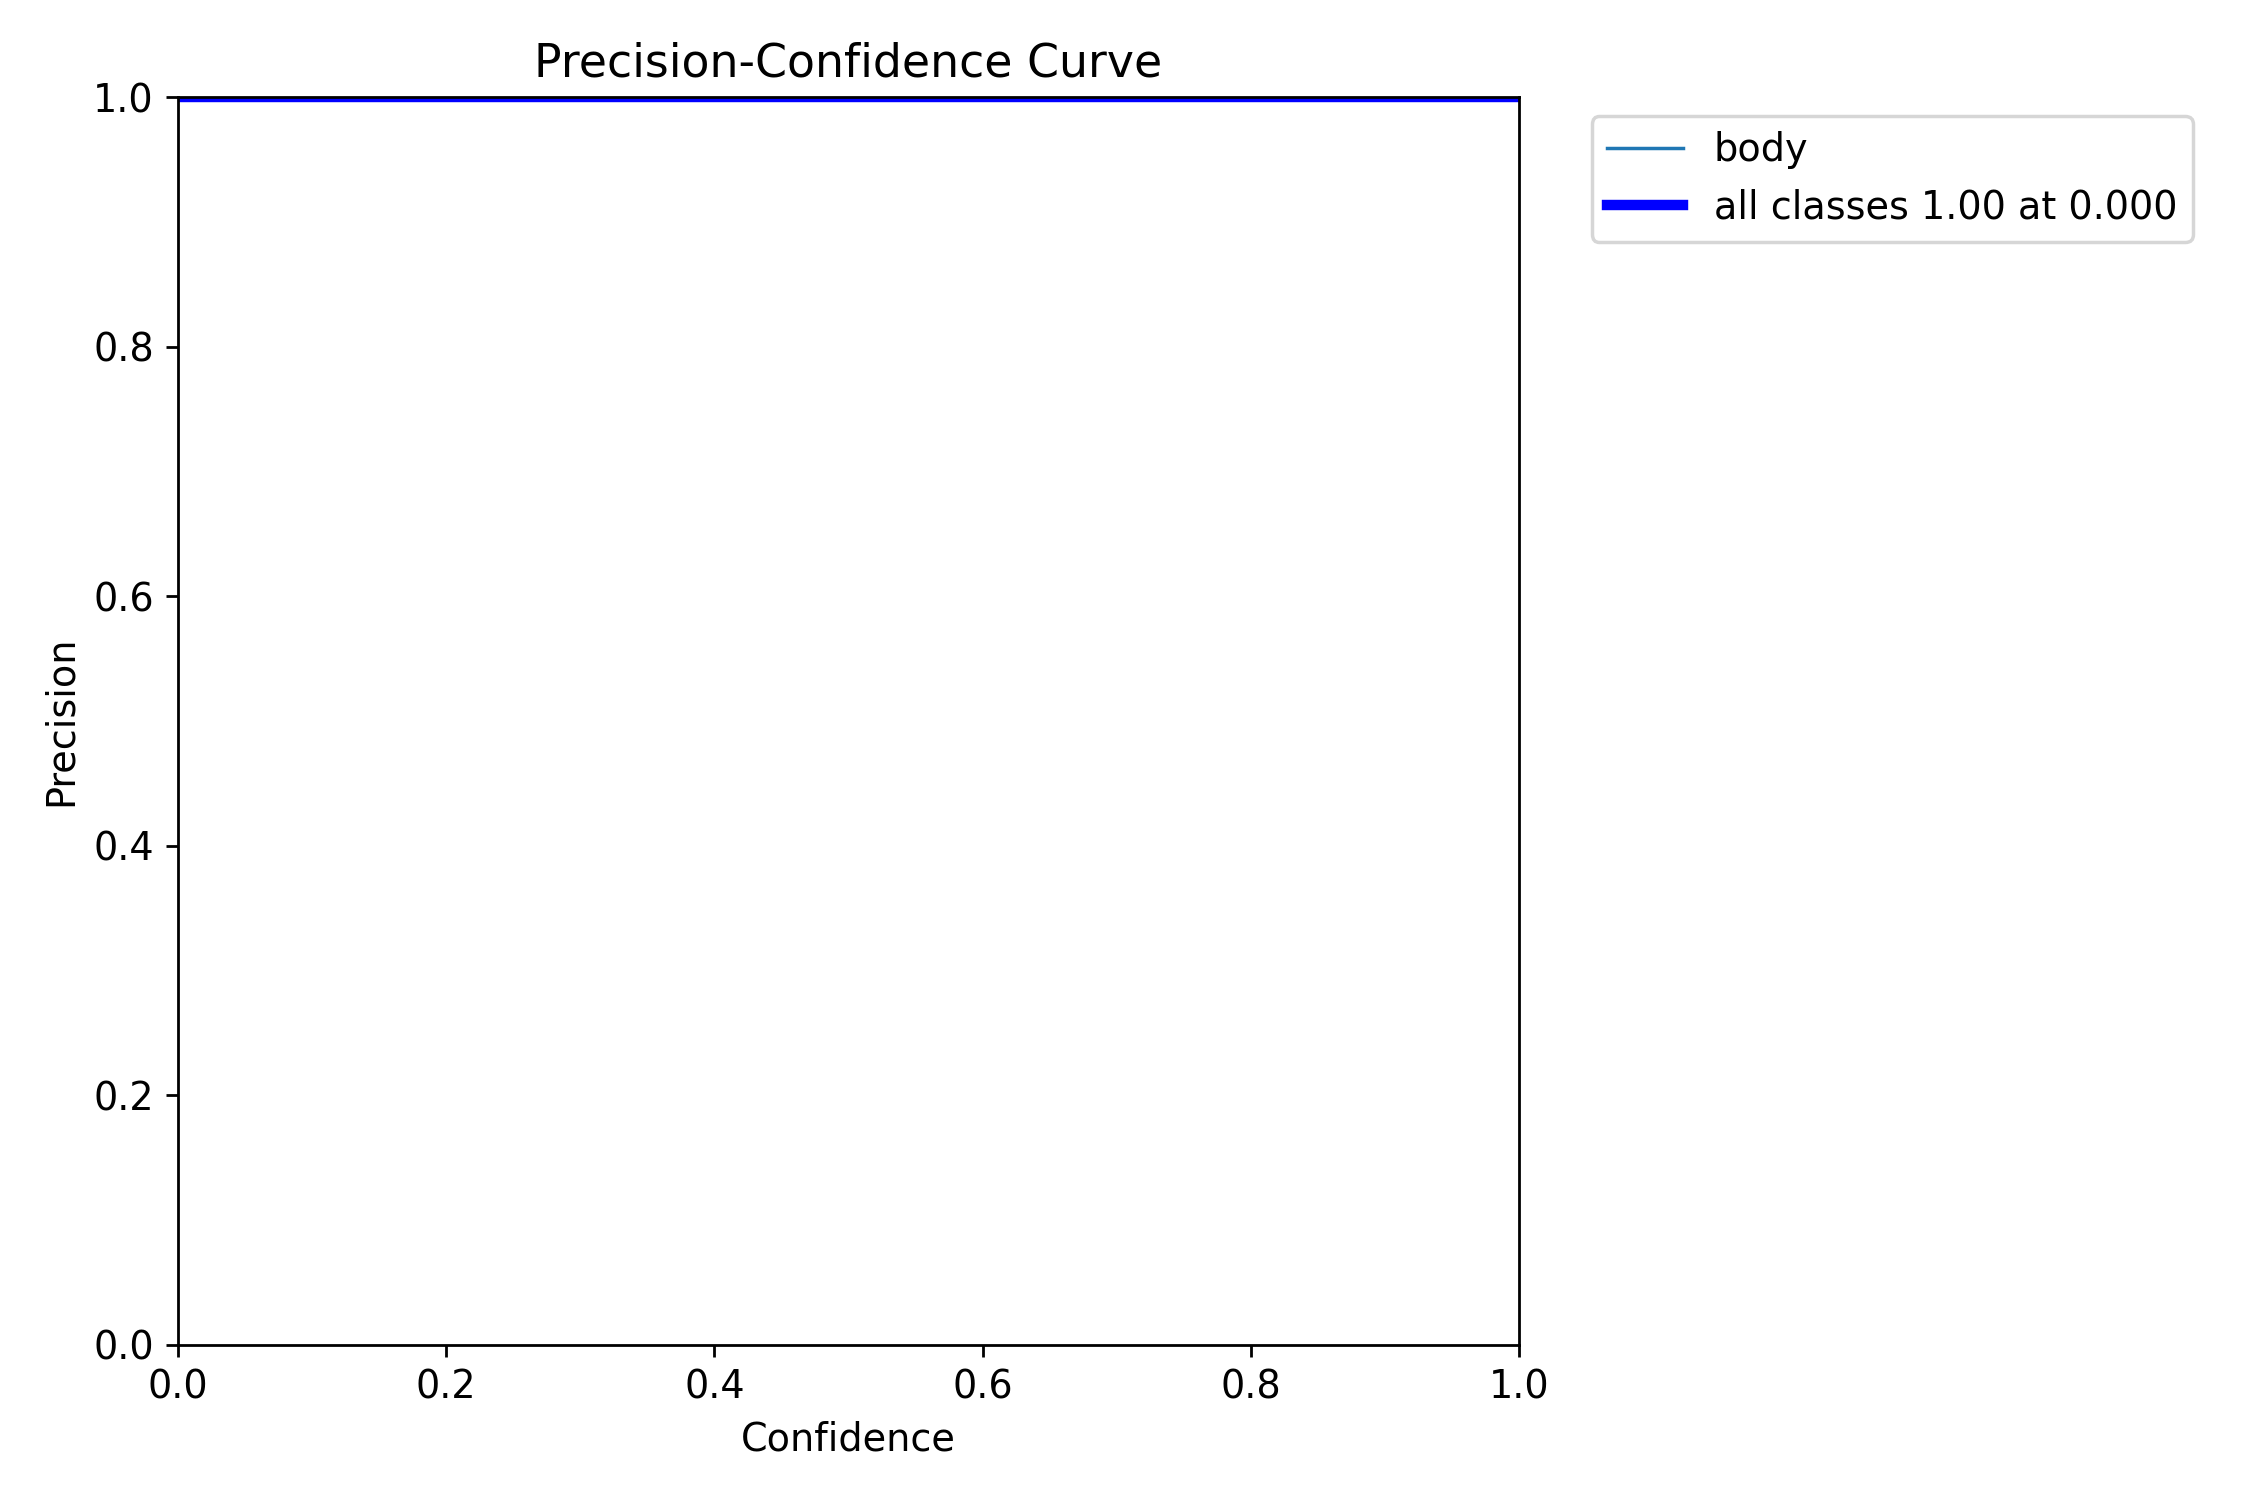 Precision-Confidence Curve
body
all classes 1.00 at 0.000
1.0
0.8
0.6
0.4
0.2
0.0
Precision
0.0 0.2 0.4 0.6 0.8 1.0
Confidence